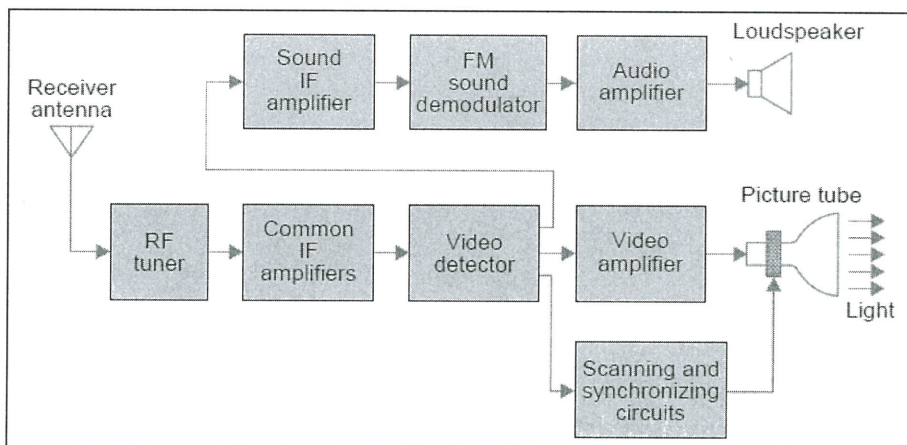 Receiver
antenna
Sound
IF
amplifier
FM
sound
demodulator
Audio
amplifier
Loudspeaker
RF
tuner
Common
IF
amplifiers
Video
detector
Video
amplifier
Picture tube
Light
Scanning and
synchronizing
circuits